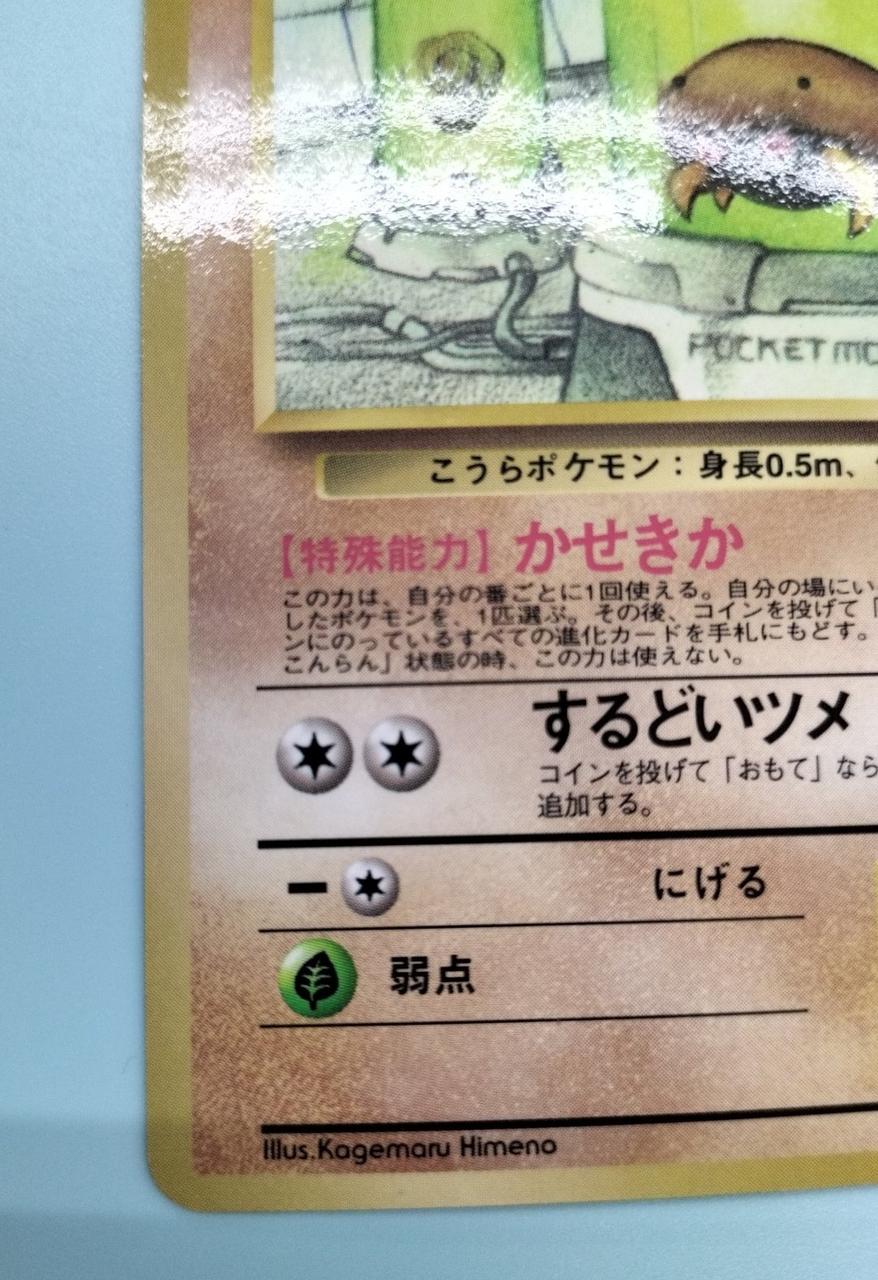 POCKET MO
こうらポケモン：身長0.5m、
【特殊能力】かせきか
この力は、自分の番ごとに1回使える。自分の場にい
したポケモンを、1匹選ぶ。その後、コインを投げて「
ンにのっているすべての進化カードを手札にもどす。
こんらん」状態の時、この力は使えない。
するどいツメ
コインを投げて「おもて」なら
追加する。
にげる
弱点
Illus.Kagemaru Himeno